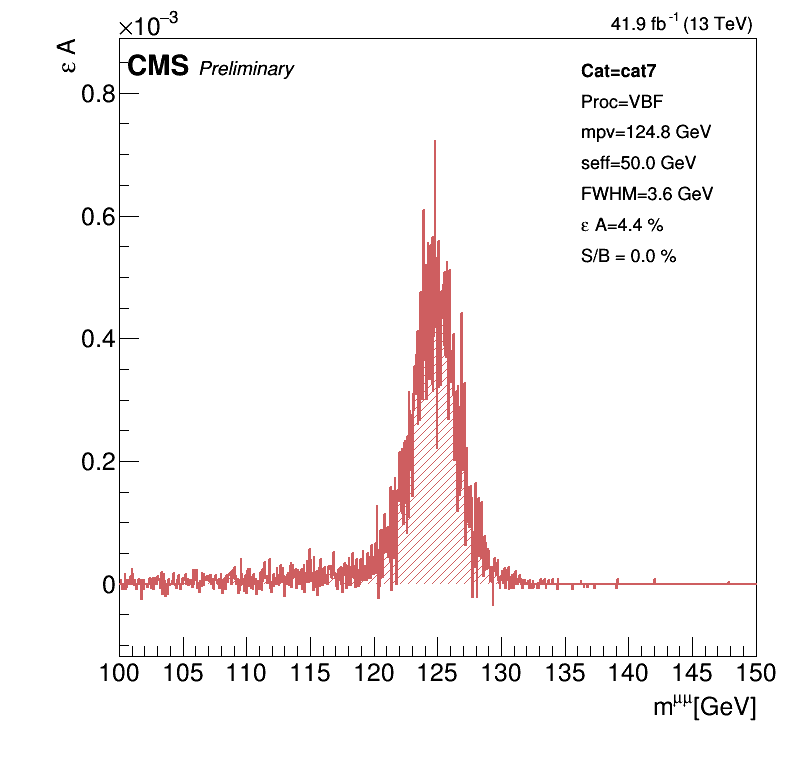 ×10⁻³
41.9 fb⁻¹ (13 TeV)
ε A
CMS Preliminary
Cat=cat7
Proc=VBF
mpv=124.8 GeV
seff=50.0 GeV
FWHM=3.6 GeV
ε A=4.4 %
S/B = 0.0 %
0.8
0.6
0.4
0.2
0
100 105 110 115 120 125 130 135 140 145 150
m^μμ[GeV]